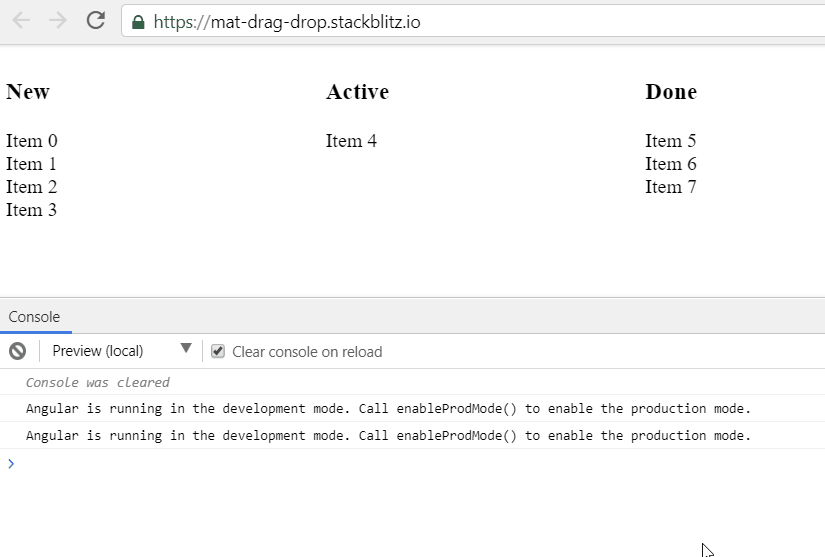 https://mat-drag-drop.stackblitz.io
New
Item 0
Item 1
Item 2
Item 3
Active
Item 4
Done
Item 5
Item 6
Item 7
Console
Preview (local)
Clear console on reload
Console was cleared
Angular is running in the development mode. Call enableProdMode() to enable the production mode.
Angular is running in the development mode. Call enableProdMode() to enable the production mode.